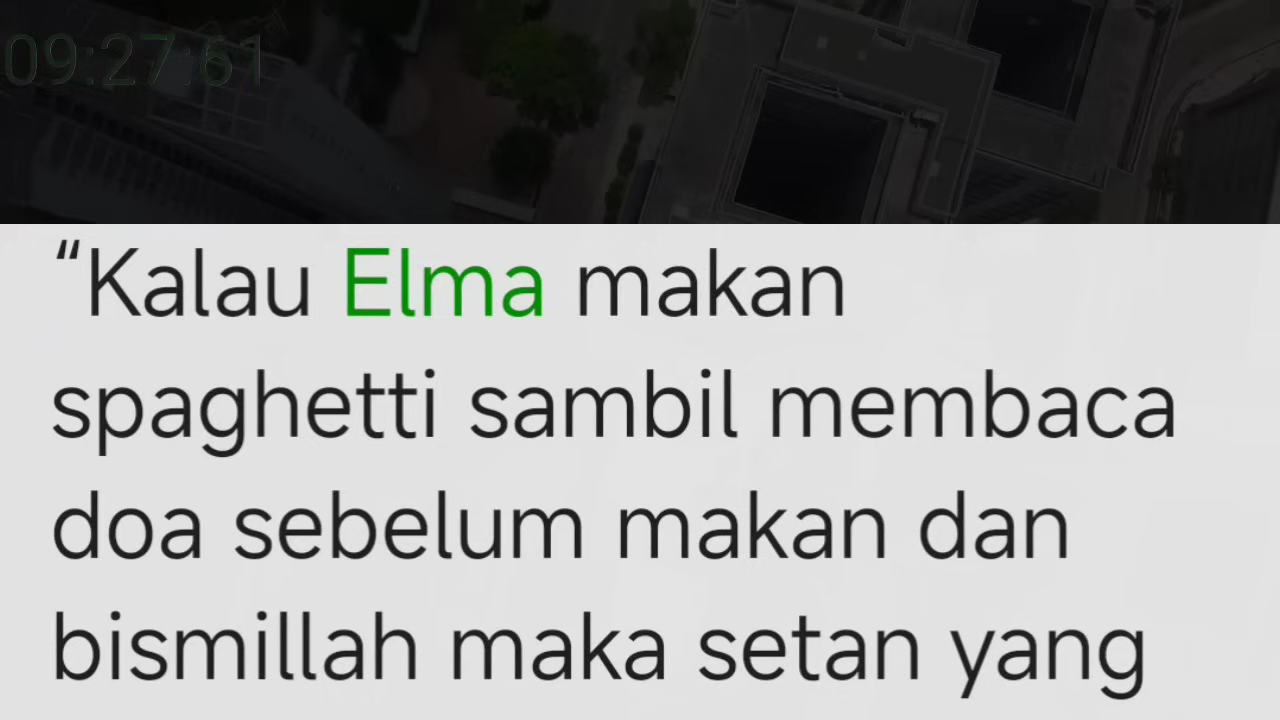 09:27:61
“Kalau Elma makan
spaghetti sambil membaca
doa sebelum makan dan
bismillah maka setan yang